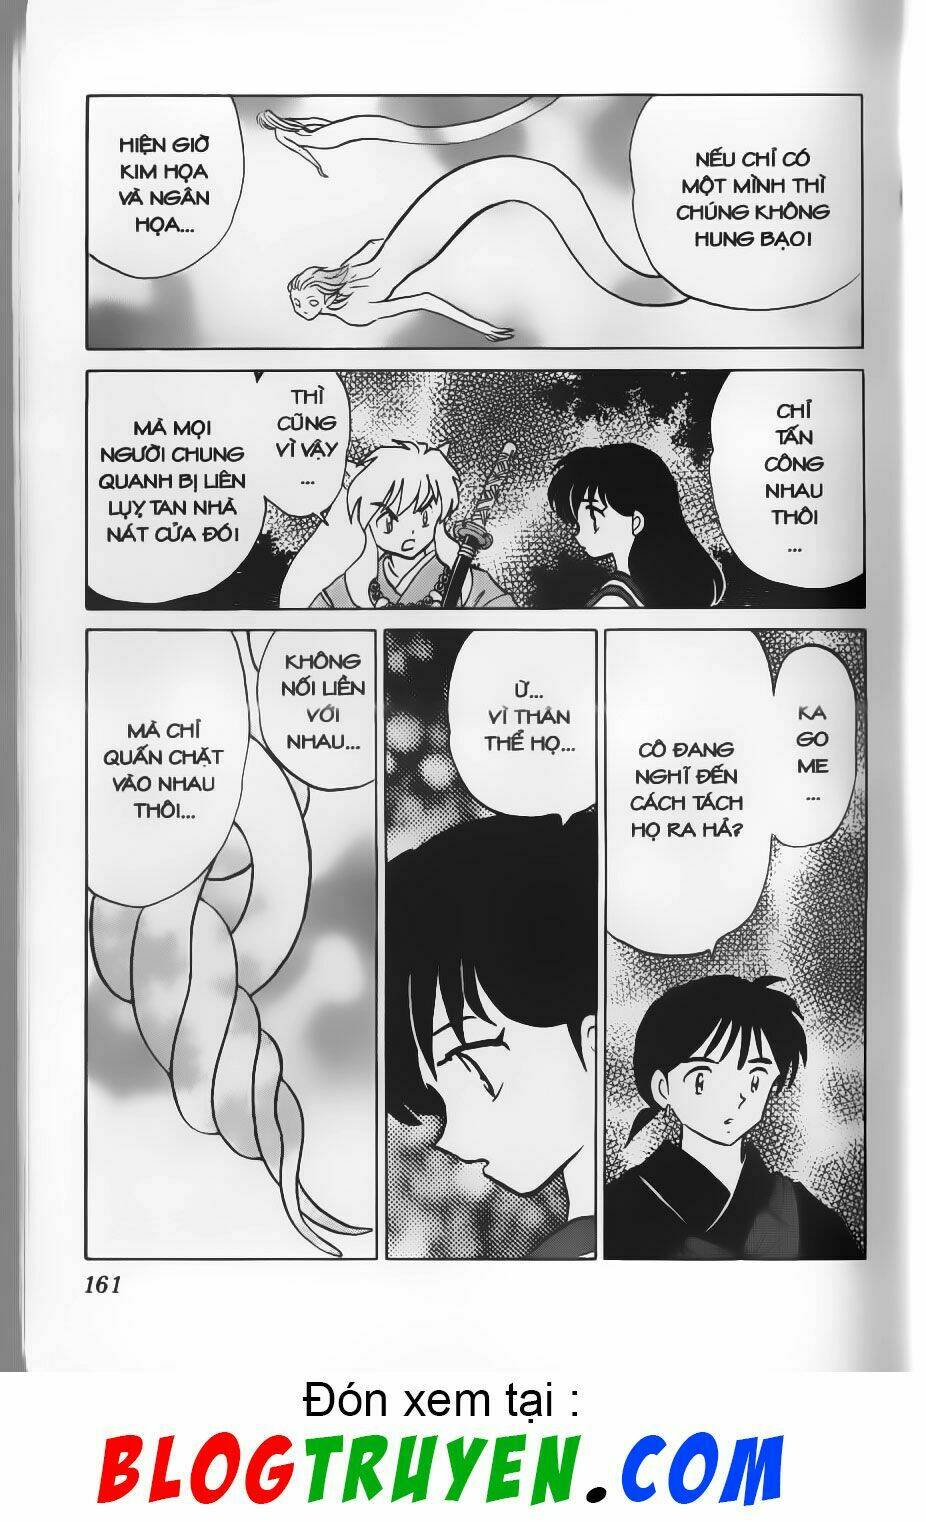 NẾU CHỈ CÓ
MỘT MÌNH THÌ
CHÚNG KHÔNG
HUNG BẠO!
HIỆN GIỜ
KIM HỌA
VÀ NGÂN
HỌA...
CHỈ
TẤN
CÔNG
NHAU
THÔI
...
THÌ
CŨNG
VÌ VẬY
...
MÀ MỌI
NGƯỜI CHUNG
QUANH BỊ LIÊN
LỤY, TAN NHÀ
NÁT CỬA ĐÓ!
KA
GO
ME
...
CÔ ĐANG
NGHĨ ĐẾN
CÁCH TÁCH
HỌ RA HẢ?
Ừ...
VÌ THÂN
THỂ HỌ...
KHÔNG
NỐI LIỀN
VỚI
NHAU...
MÀ CHỈ
QUẤN CHẶT
VÀO NHAU
THÔI...
161
Đón xem tại :
BLOGTRUYEN.COM